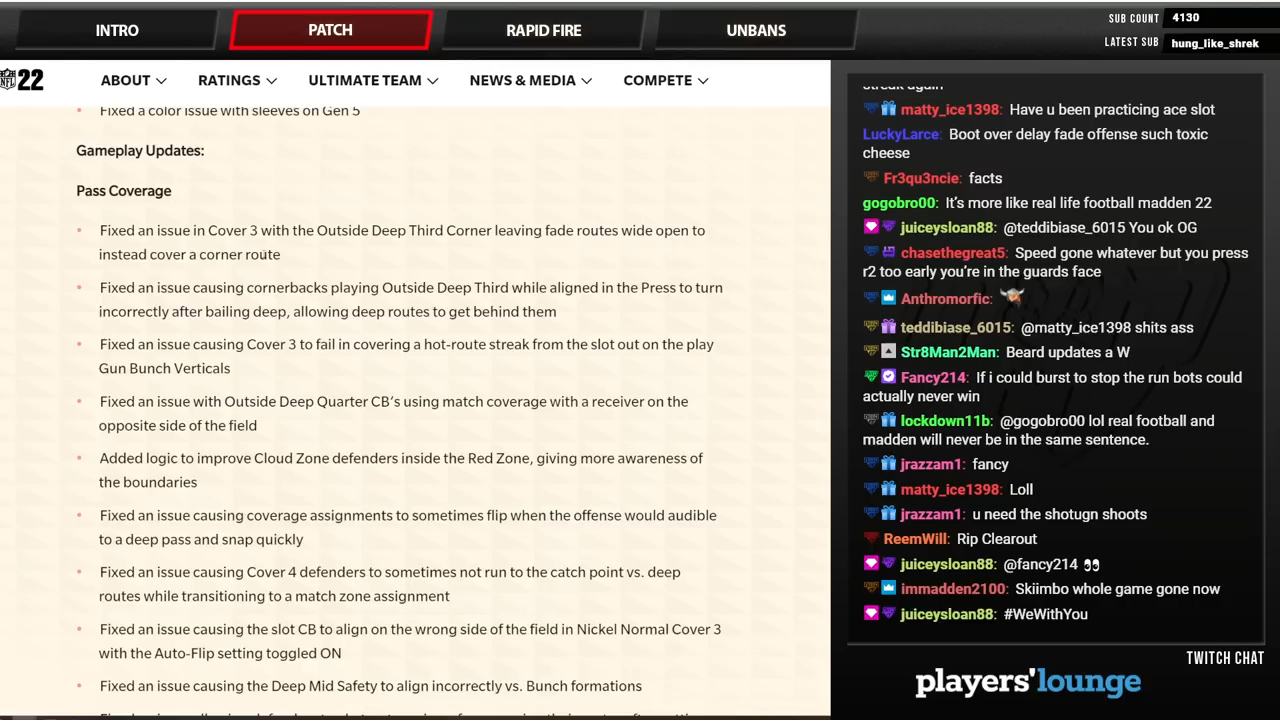 INTRO
PATCH
RAPID FIRE
UNBANS
SUB COUNT 4130
LATEST SUB hung_like_shrek
NFL 22
ABOUT
RATINGS
ULTIMATE TEAM
NEWS & MEDIA
COMPETE
Fixed a color issue with sleeves on Gen 5
Gameplay Updates:
Pass Coverage
Fixed an issue in Cover 3 with the Outside Deep Third Corner leaving fade routes wide open to
instead cover a corner route
Fixed an issue causing cornerbacks playing Outside Deep Third while aligned in the Press to turn
incorrectly after bailing deep, allowing deep routes to get behind them
Fixed an issue causing Cover 3 to fail in covering a hot-route streak from the slot out on the play
Gun Bunch Verticals
Fixed an issue with Outside Deep Quarter CB's using match coverage with a receiver on the
opposite side of the field
Added logic to improve Cloud Zone defenders inside the Red Zone, giving more awareness of
the boundaries
Fixed an issue causing coverage assignments to sometimes flip when the offense would audible
to a deep pass and snap quickly
Fixed an issue causing Cover 4 defenders to sometimes not run to the catch point vs. deep
routes while transitioning to a match zone assignment
Fixed an issue causing the slot CB to align on the wrong side of the field in Nickel Normal Cover 3
with the Auto-Flip setting toggled ON
Fixed an issue causing the Deep Mid Safety to align incorrectly vs. Bunch formations
streak again
matty_ice1398: Have u been practicing ace slot
LuckyLarce: Boot over delay fade offense such toxic
cheese
Fr3qu3ncie: facts
gogobro00: It's more like real life football madden 22
juiceysloan88: @teddibiase_6015 You ok OG
chasethegreat5: Speed gone whatever but you press
r2 too early you're in the guards face
Anthromorfic:
teddibiase_6015: @matty_ice1398 shits ass
Str8Man2Man: Beard updates a W
Fancy214: If i could burst to stop the run bots could
actually never win
lockdown11b: @gogobro00 lol real football and
madden will never be in the same sentence.
jrazzam1: fancy
matty_ice1398: Loll
jrazzam1: u need the shotugn shoots
ReemWill: Rip Clearout
juiceysloan88: @fancy214 👀
immadden2100: Skiimbo whole game gone now
juiceysloan88: #WeWithYou
TWITCH CHAT
players'lounge